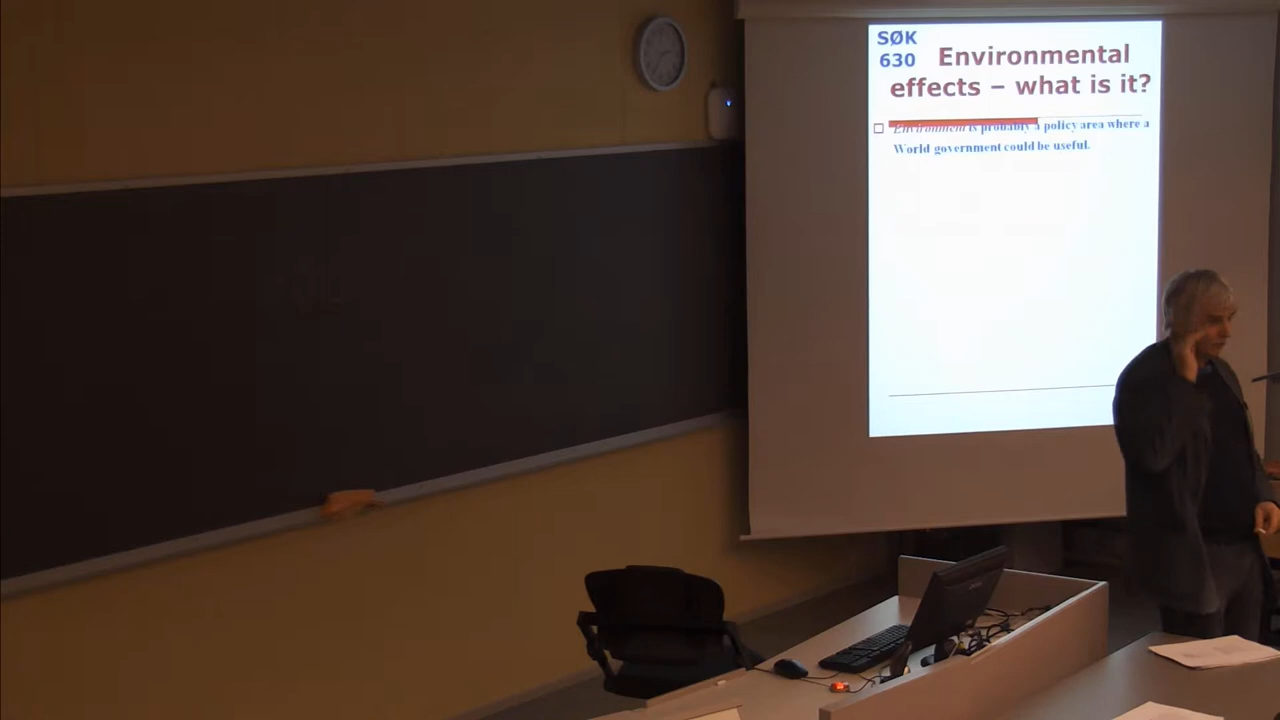 SØK
630
Environmental
effects – what is it?
Environment is probably a policy area where a
World government could be useful.